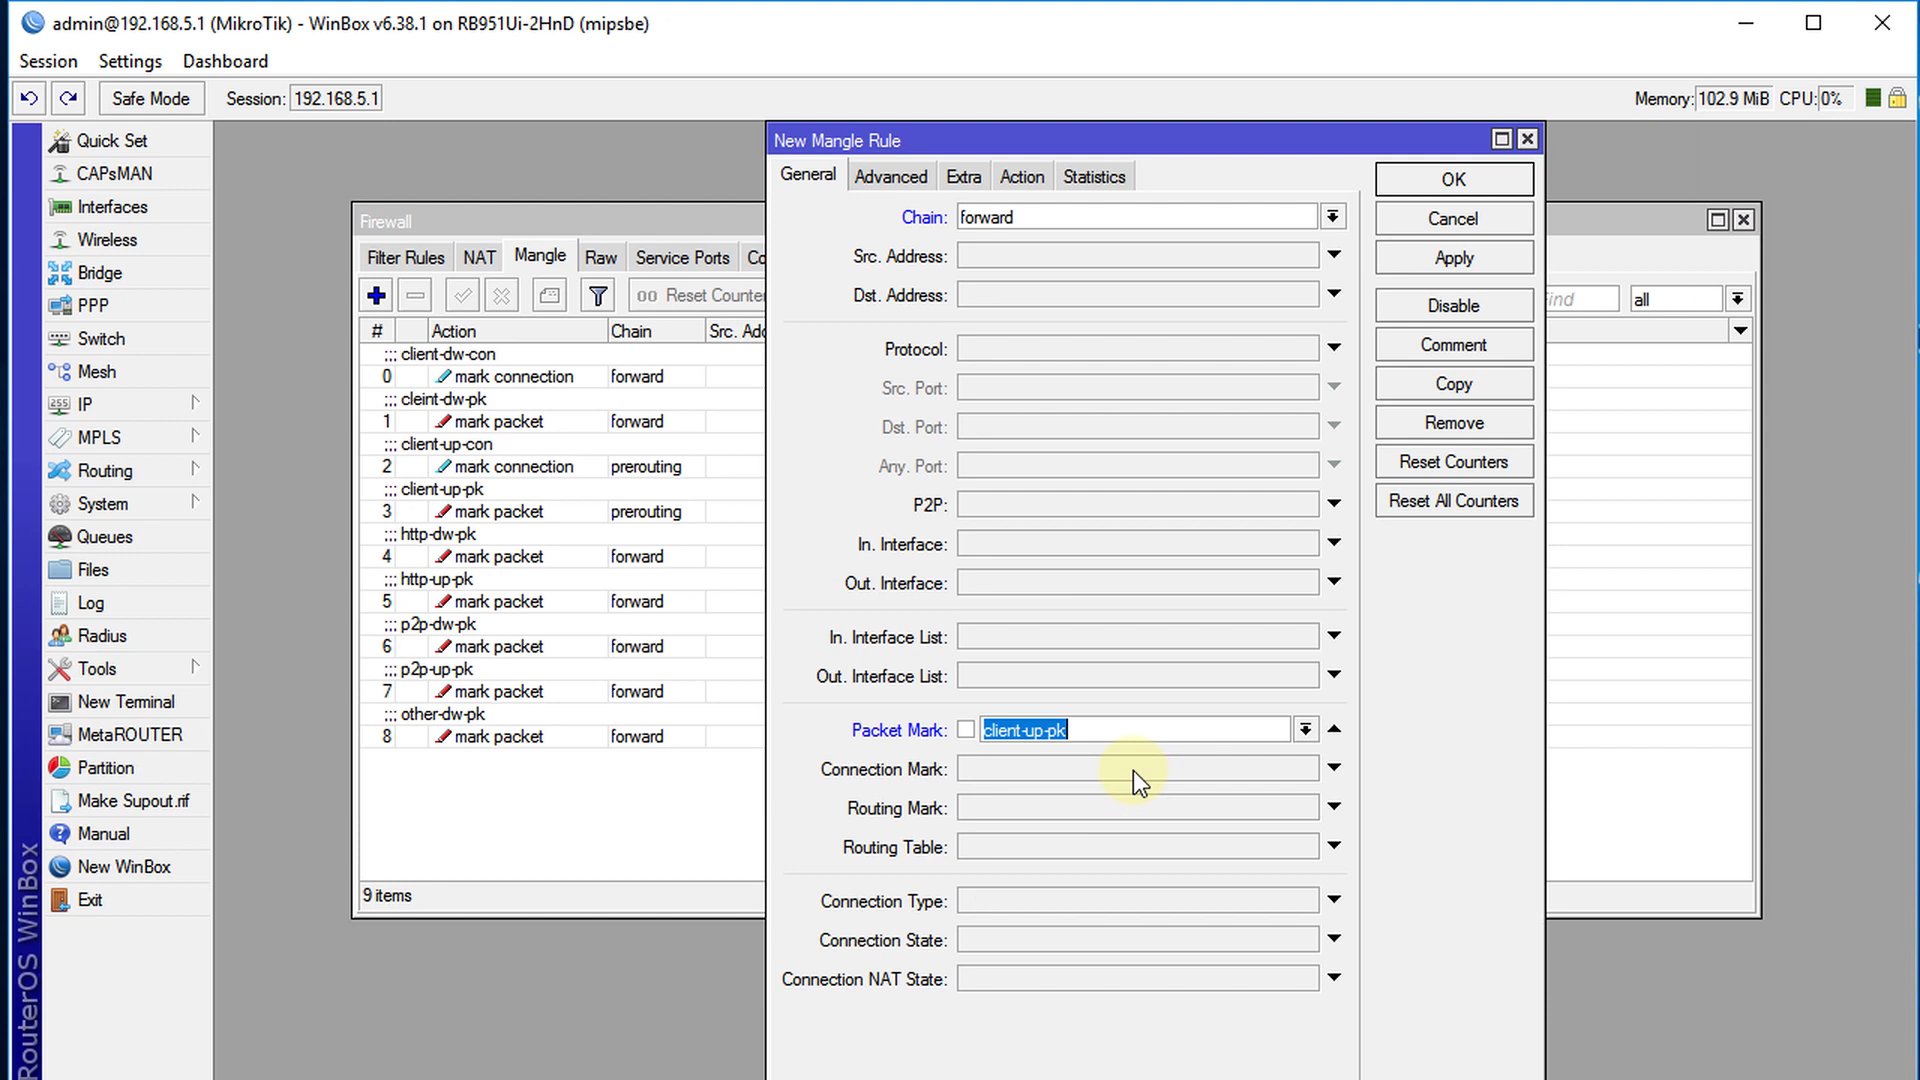 admin@192.168.5.1 (MikroTik) - WinBox v6.38.1 on RB951Ui-2HnD (mipsbe)
Session Settings Dashboard
Safe Mode Session: 192.168.5.1 Memory: 102.9 MiB CPU: 0%
Quick Set
CAPsMAN
Interfaces
Wireless
Bridge
PPP
Switch
Mesh
255 IP
MPLS
Routing
System
Queues
Files
Log
Radius
Tools
New Terminal
MetaROUTER
Partition
Make Supout.rif
Manual
New WinBox
Exit
RouterOS WinBox
Firewall
Filter Rules NAT Mangle Raw Service Ports Co
00 Reset Counter
ind all
# Action Chain Src. Add
;;; client-dw-con
0 mark connection forward
;;; cleint-dw-pk
1 mark packet forward
;;; client-up-con
2 mark connection prerouting
;;; client-up-pk
3 mark packet prerouting
;;; http-dw-pk
4 mark packet forward
;;; http-up-pk
5 mark packet forward
;;; p2p-dw-pk
6 mark packet forward
;;; p2p-up-pk
7 mark packet forward
;;; other-dw-pk
8 mark packet forward
9 items
New Mangle Rule
General Advanced Extra Action Statistics
Chain: forward
Src. Address:
Dst. Address:
Protocol:
Src. Port:
Dst. Port:
Any. Port:
P2P:
In. Interface:
Out. Interface:
In. Interface List:
Out. Interface List:
Packet Mark: client-up-pk
Connection Mark:
Routing Mark:
Routing Table:
Connection Type:
Connection State:
Connection NAT State:
OK
Cancel
Apply
Disable
Comment
Copy
Remove
Reset Counters
Reset All Counters